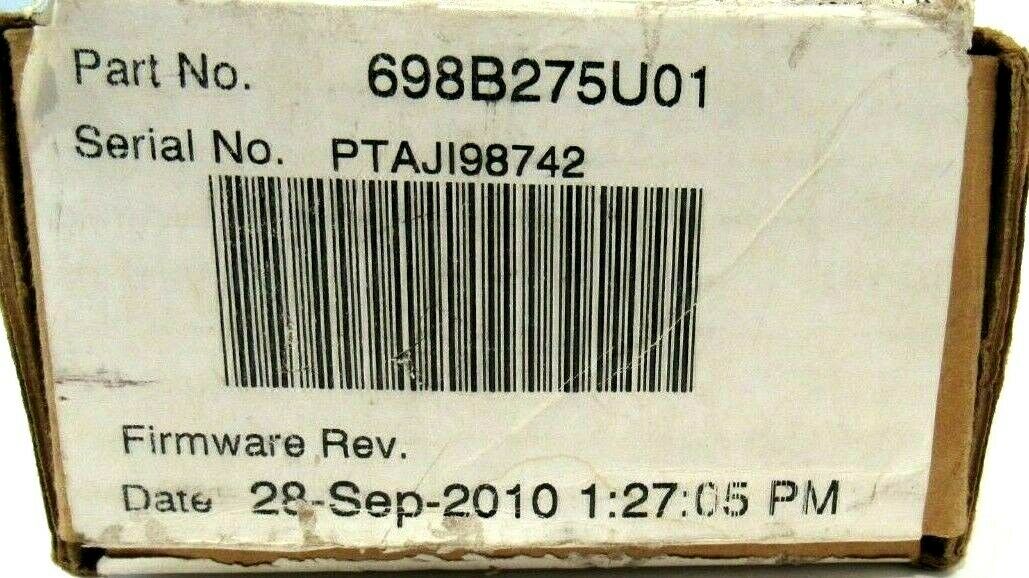 Part No. 698B275U01
Serial No. PTAJI98742
Firmware Rev.
Date 28-Sep-2010 1:27:05 PM